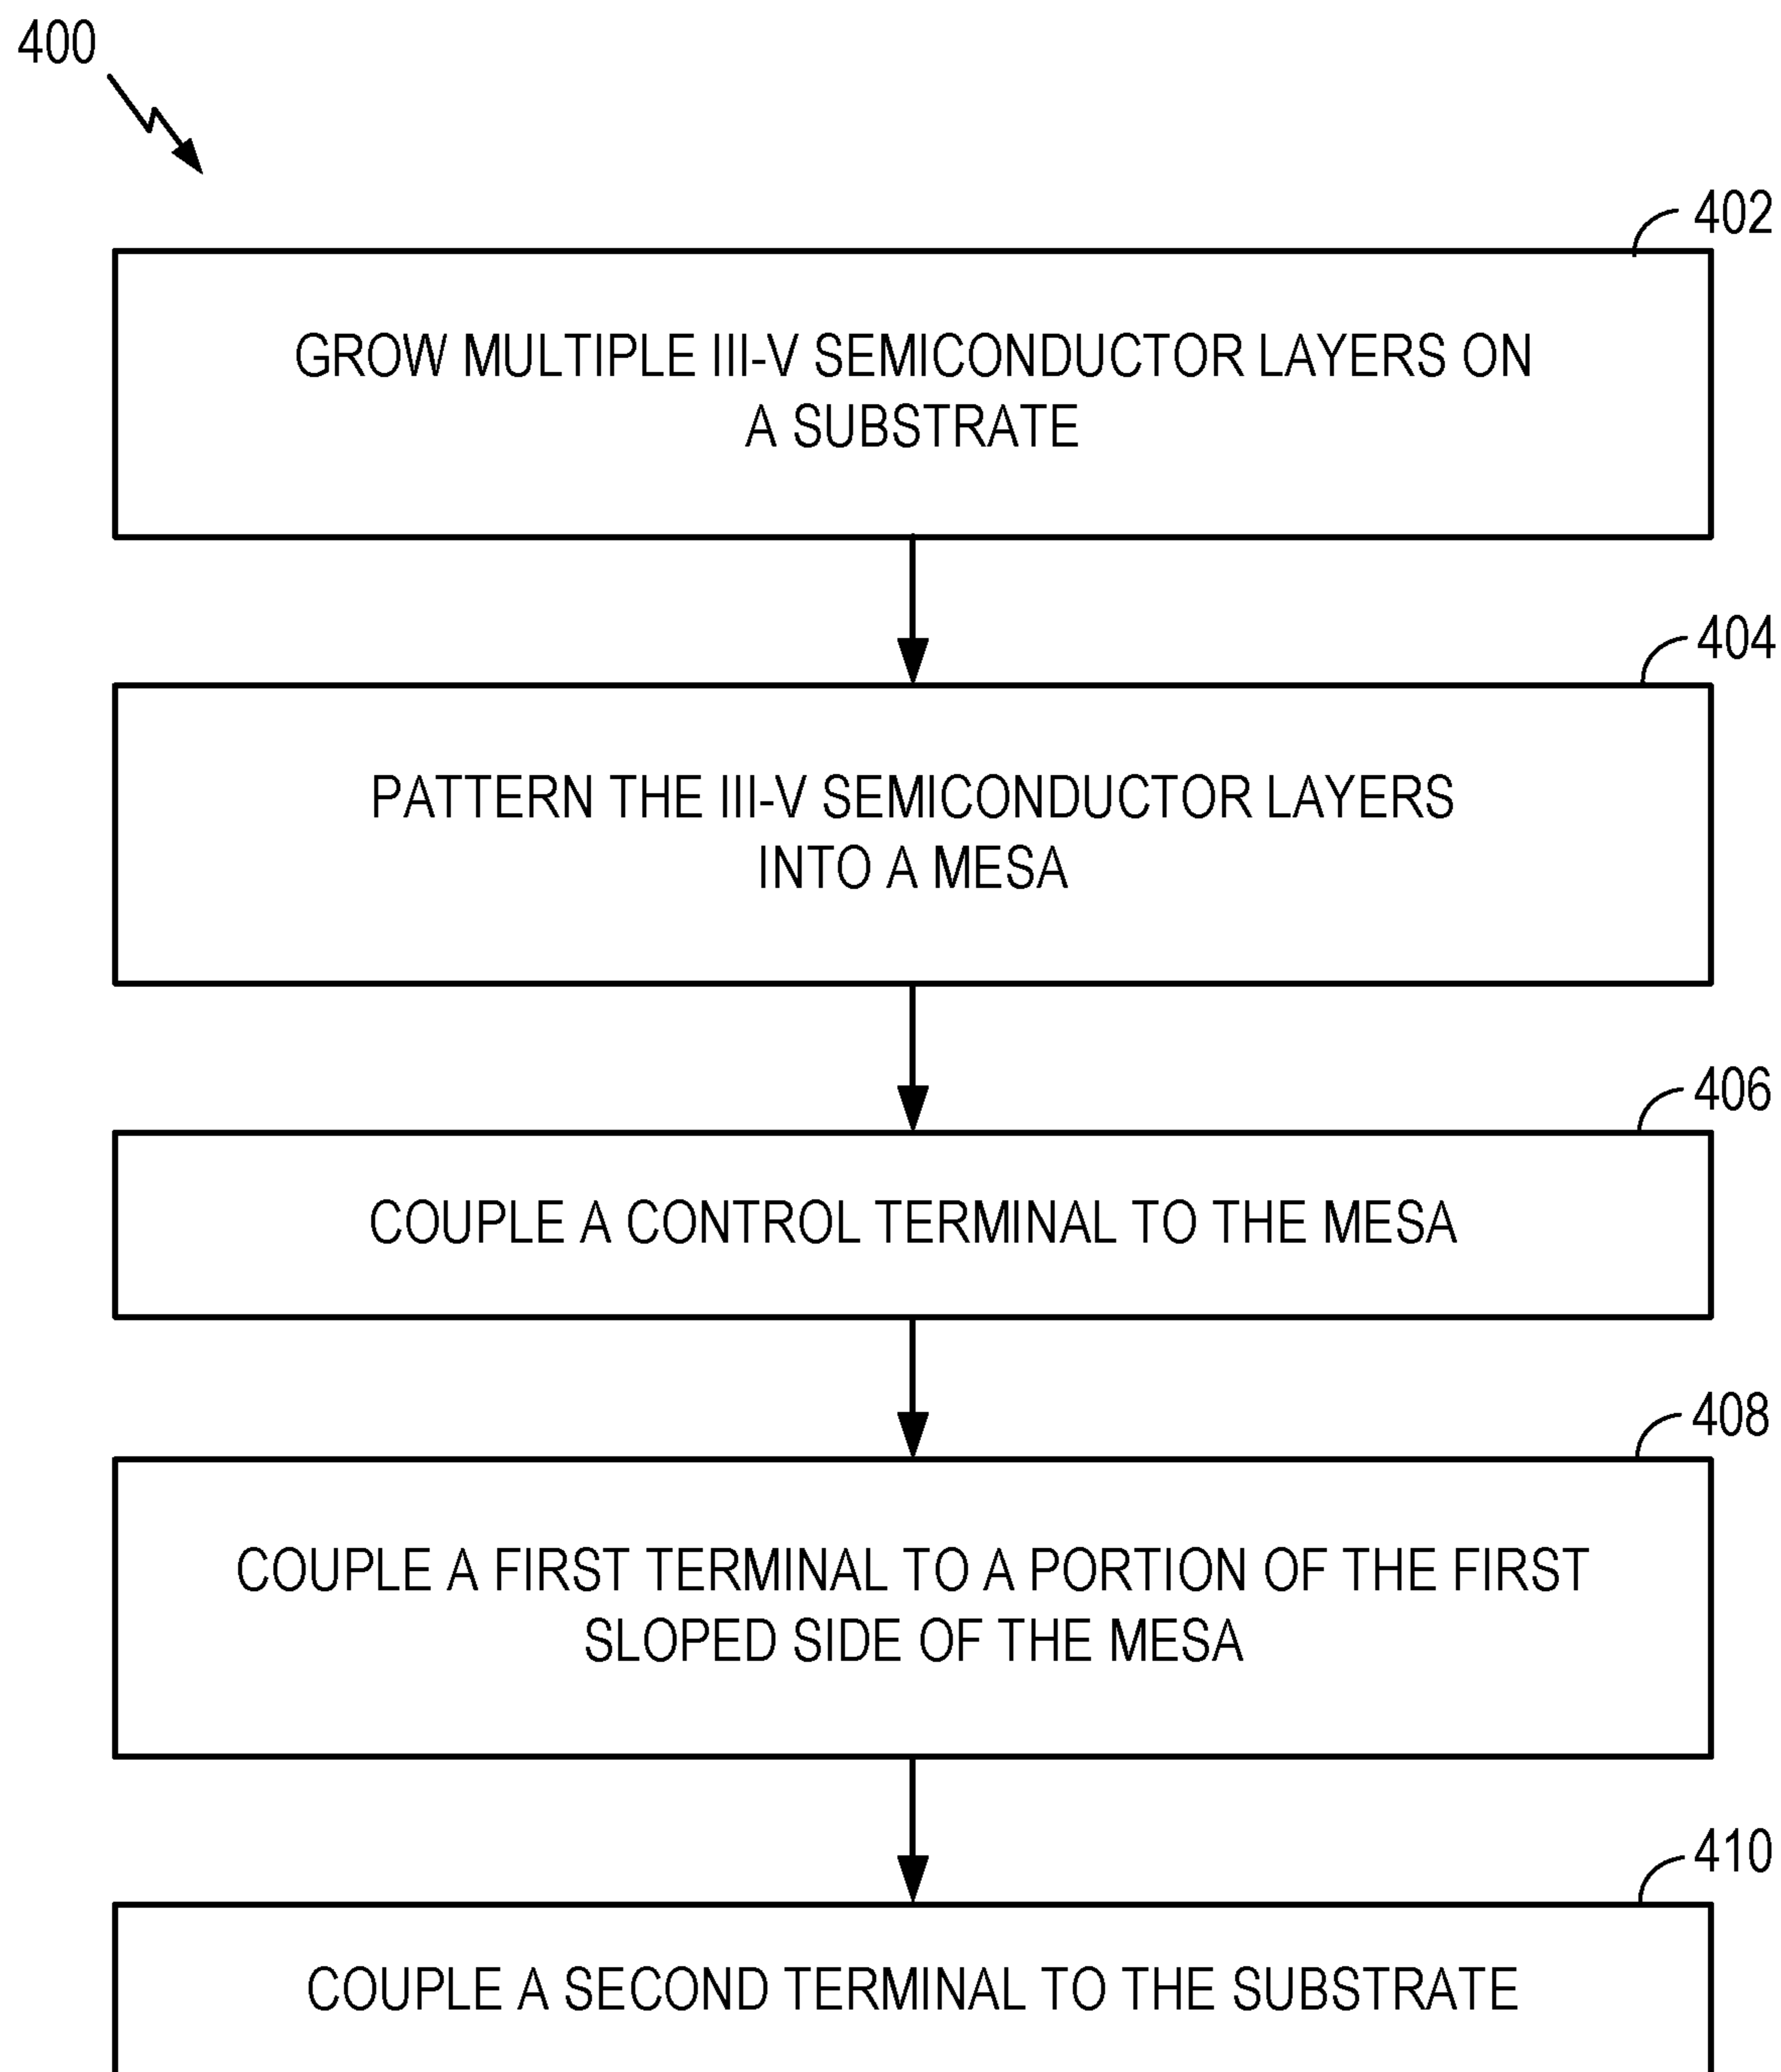 400
402
GROW MULTIPLE III-V SEMICONDUCTOR LAYERS ON
A SUBSTRATE
404
PATTERN THE III-V SEMICONDUCTOR LAYERS
INTO A MESA
406
COUPLE A CONTROL TERMINAL TO THE MESA
408
COUPLE A FIRST TERMINAL TO A PORTION OF THE FIRST
SLOPED SIDE OF THE MESA
410
COUPLE A SECOND TERMINAL TO THE SUBSTRATE